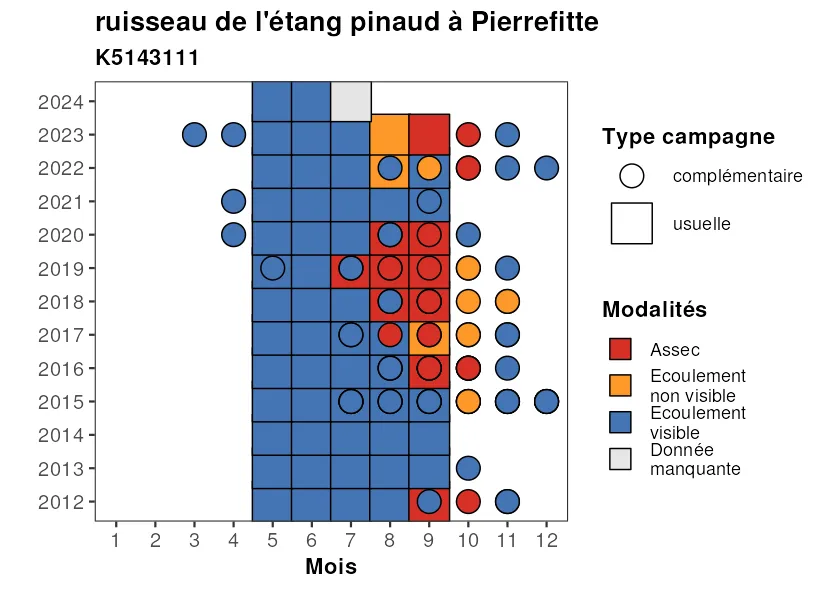 ruisseau de l'étang pinaud à Pierrefitte
K5143111
2024
2023
2022
2021
2020
2019
2018
2017
2016
2015
2014
2013
2012
1 2 3 4 5 6 7 8 9 10 11 12
Mois
Type campagne
complémentaire
usuelle
Modalités
Assec
Ecoulement
non visible
Ecoulement
visible
Donnée
manquante